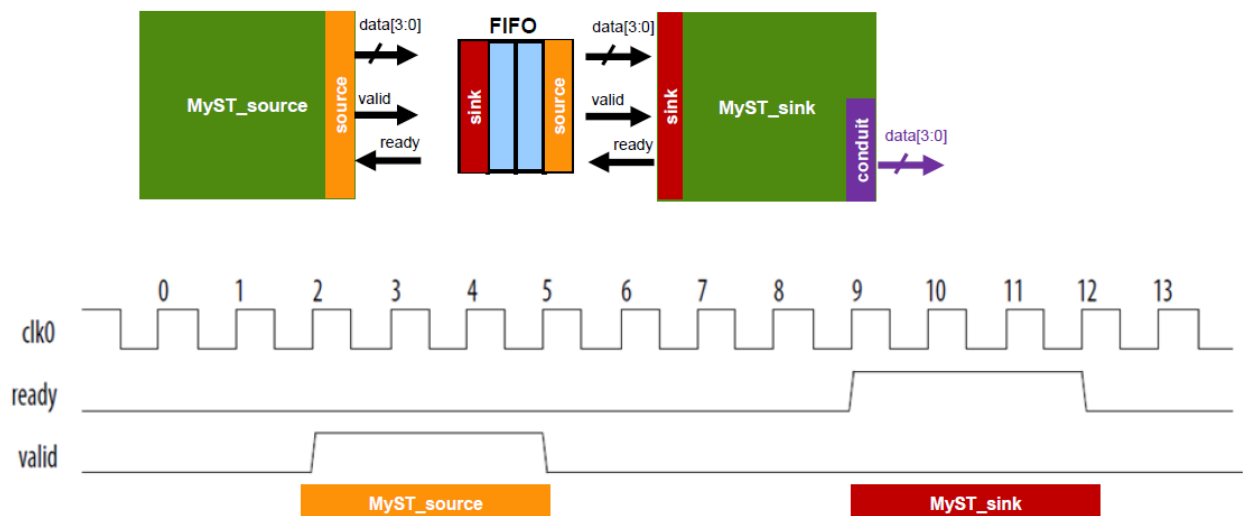 data[3:0] FIFO data[3:0]
MyST_source source sink source sink MyST_sink
valid valid
ready ready
conduit data[3:0]
0 1 2 3 4 5 6 7 8 9 10 11 12 13
clk0
ready
valid
MyST_source MyST_sink